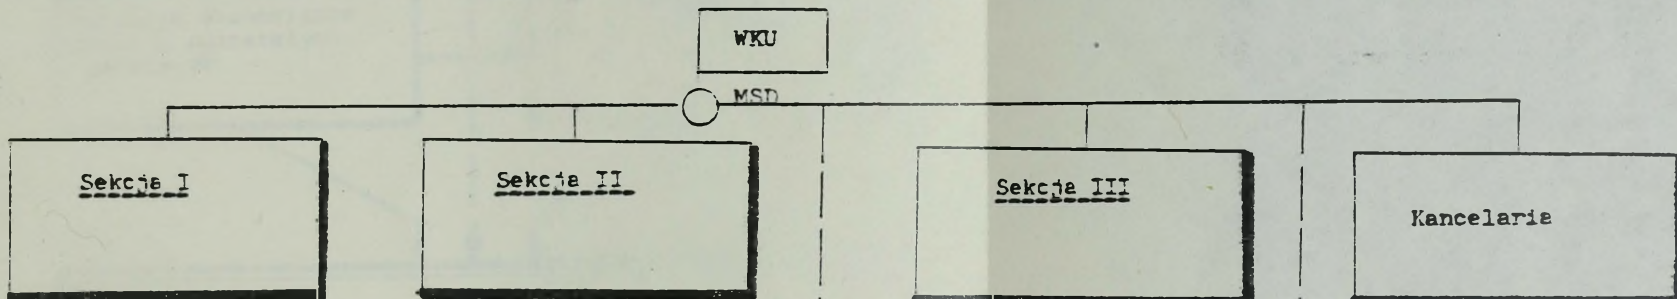 WKU
MSD
Sekcja I
Sekcja II
Sekcja III
Kancelaria